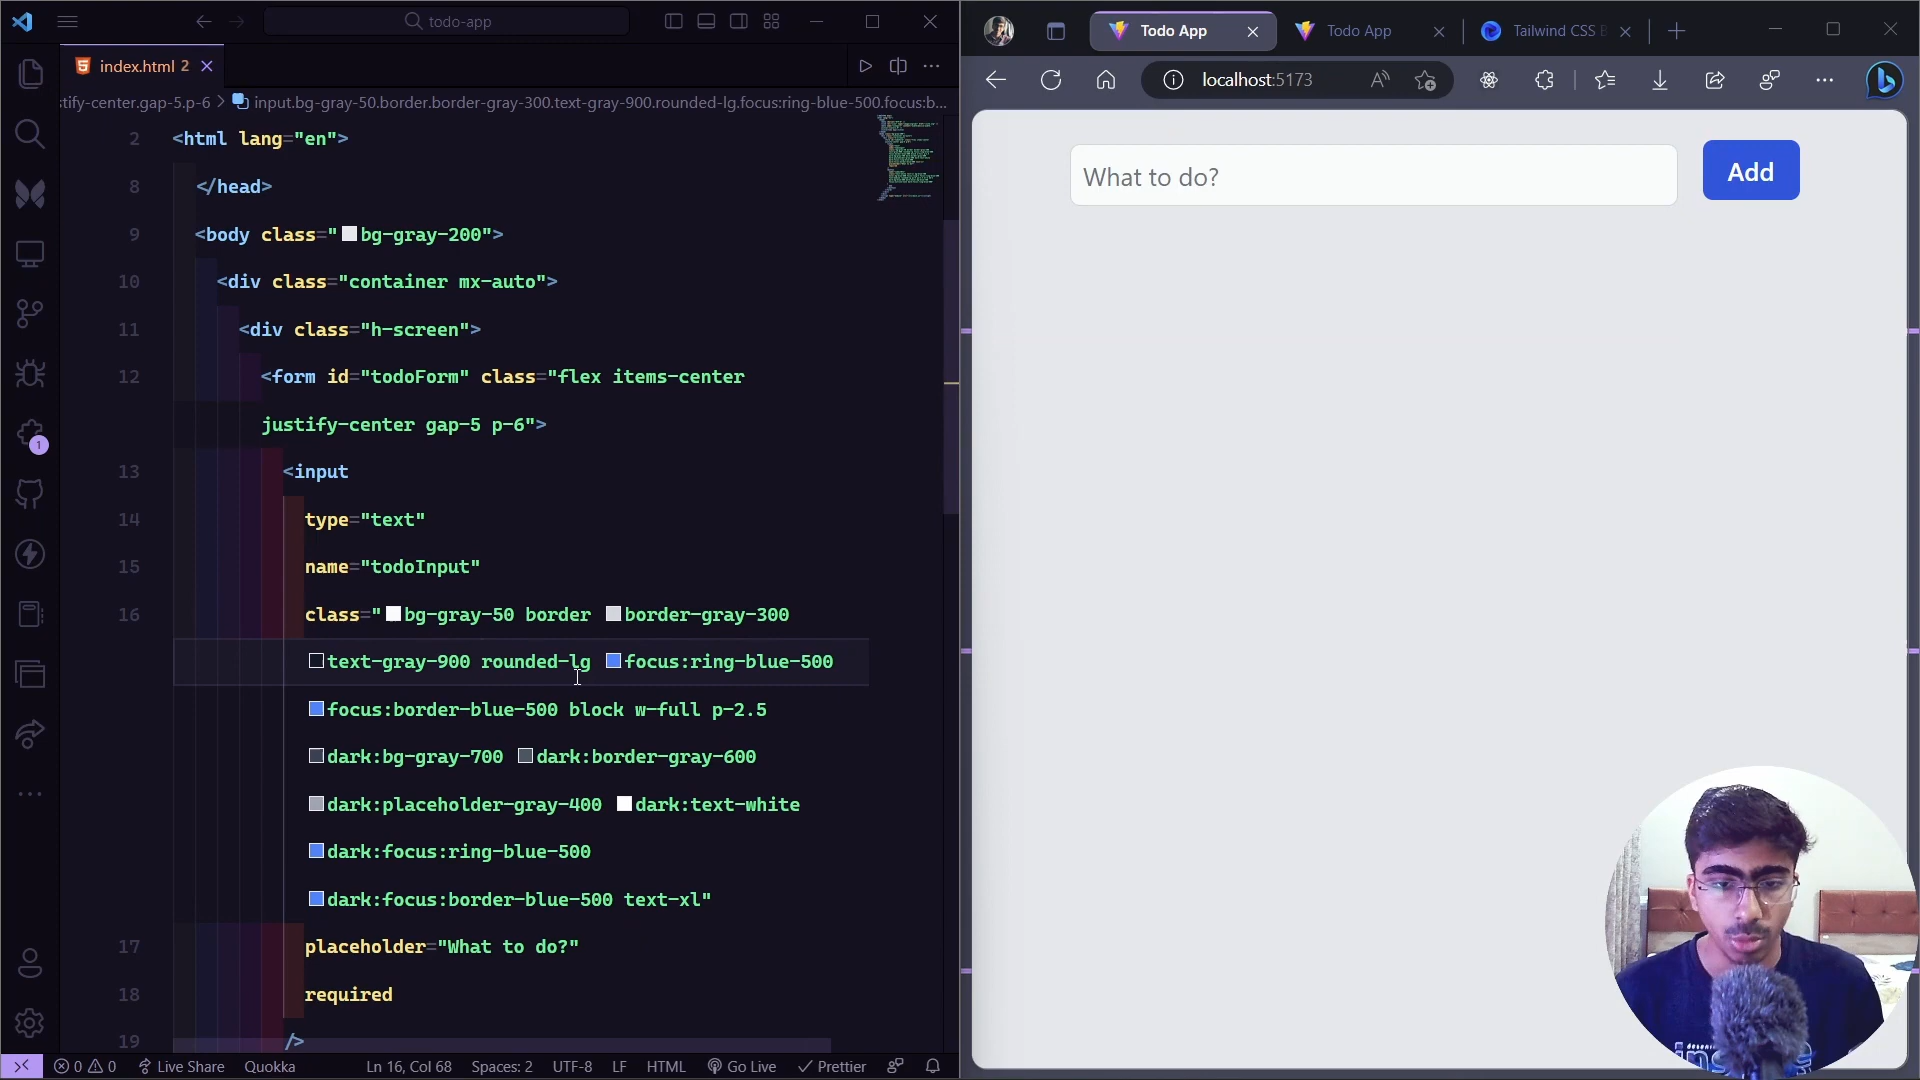 todo-app
index.html 2
stify-center.gap-5.p-6 > input.bg-gray-50.border.border-gray-300.text-gray-900.rounded-lg.focus:ring-blue-500.focus:b...
2 <html lang="en">
8 </head>
9 <body class="bg-gray-200">
10 <div class="container mx-auto">
11 <div class="h-screen">
12 <form id="todoForm" class="flex items-center
justify-center gap-5 p-6">
13 <input
14 type="text"
15 name="todoInput"
16 class="bg-gray-50 border border-gray-300
text-gray-900 rounded-lg focus:ring-blue-500
focus:border-blue-500 block w-full p-2.5
dark:bg-gray-700 dark:border-gray-600
dark:placeholder-gray-400 dark:text-white
dark:focus:ring-blue-500
dark:focus:border-blue-500 text-xl"
17 placeholder="What to do?"
18 required
19 />
1
0 0 Live Share Quokka Ln 16, Col 68 Spaces: 2 UTF-8 LF HTML Go Live Prettier
Todo App Todo App Tailwind CSS
localhost:5173
What to do? Add